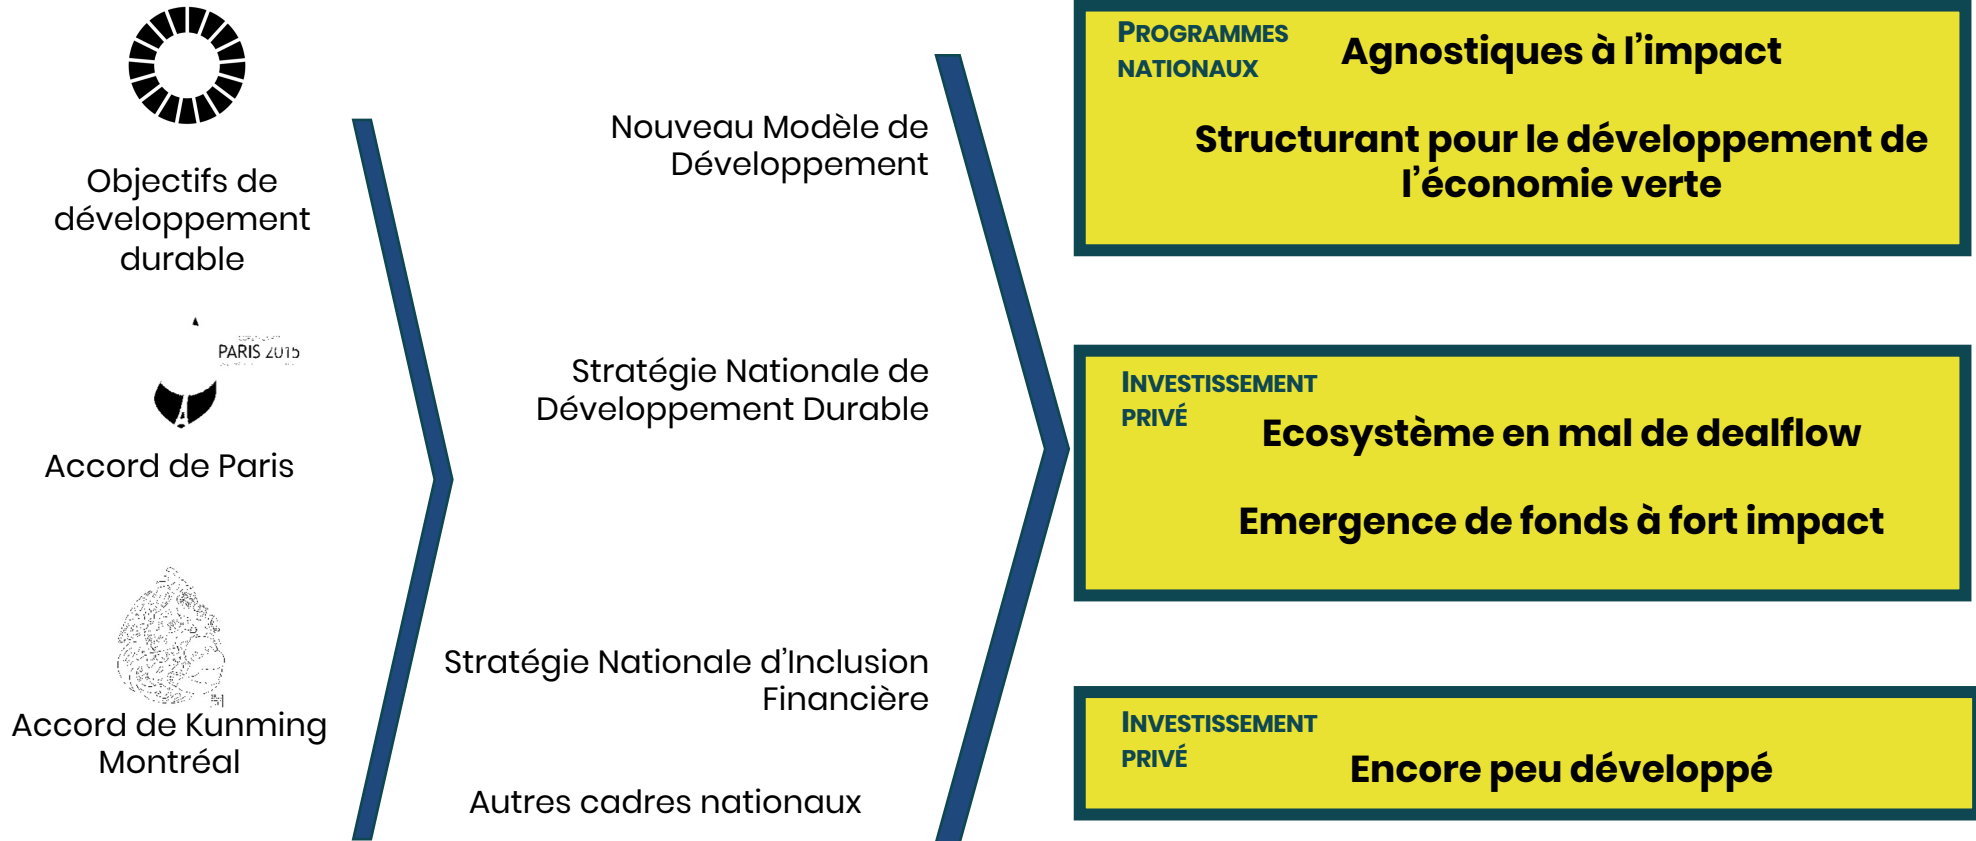 Objectifs de
développement
durable
PARIS 2015
Accord de Paris
Accord de Kunming
Montréal
Nouveau Modèle de
Développement
Stratégie Nationale de
Développement Durable
Stratégie Nationale d’Inclusion
Financière
Autres cadres nationaux
PROGRAMMES
NATIONAUX
Agnostiques à l’impact
Structurant pour le développement de
l’économie verte
INVESTISSEMENT
PRIVÉ
Ecosystème en mal de dealflow
Emergence de fonds à fort impact
INVESTISSEMENT
PRIVÉ
Encore peu développé